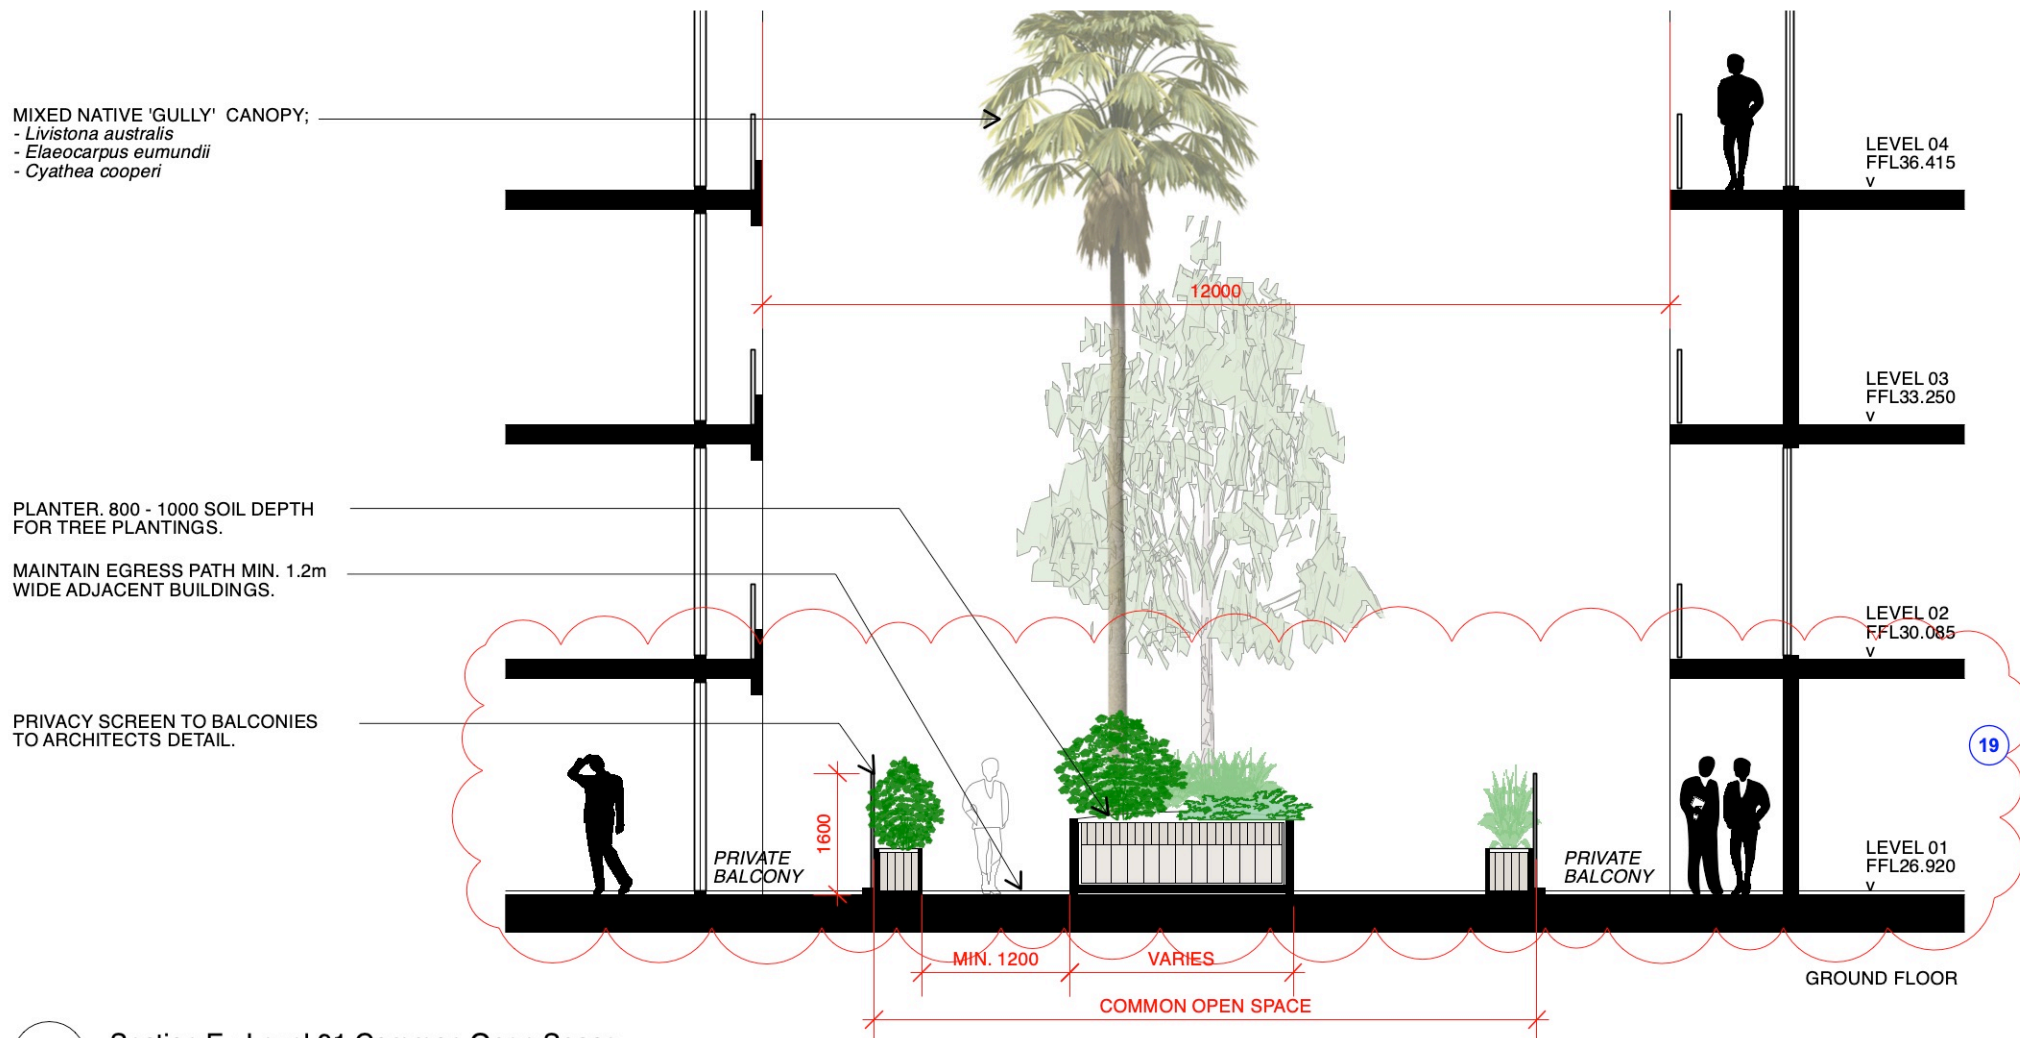 MIXED NATIVE 'GULLY' CANOPY;
- Livistona australis
- Elaeocarpus eumundii
- Cyathea cooperi
LEVEL 04
FFL36.415
v
12000
LEVEL 03
FFL33.250
v
PLANTER. 800 - 1000 SOIL DEPTH
FOR TREE PLANTINGS.
MAINTAIN EGRESS PATH MIN. 1.2m
WIDE ADJACENT BUILDINGS.
LEVEL 02
FFL30.085
v
PRIVACY SCREEN TO BALCONIES
TO ARCHITECTS DETAIL.
19
1600
PRIVATE
BALCONY
PRIVATE
BALCONY
LEVEL 01
FFL26.920
v
MIN. 1200
VARIES
GROUND FLOOR
COMMON OPEN SPACE